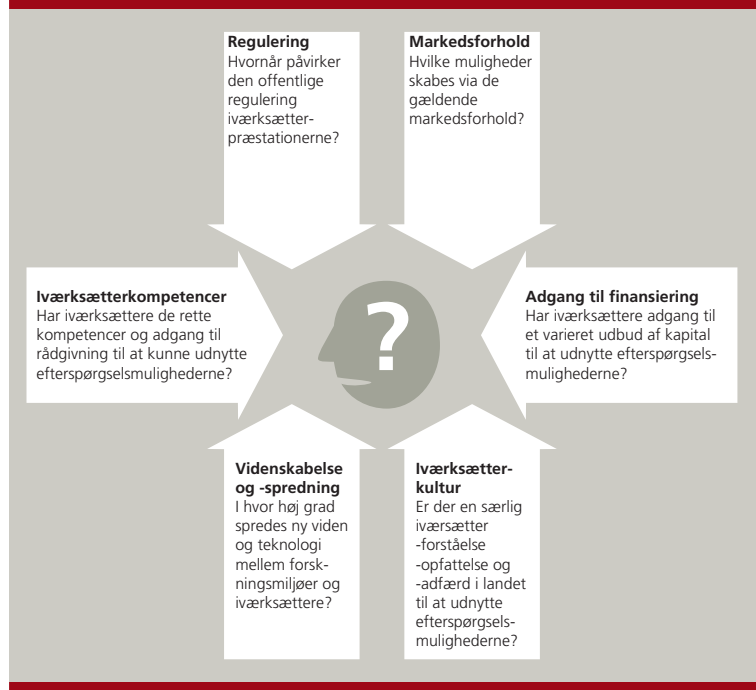 Regulering
Hvornår påvirker
den offentlige
regulering
iværksætter-
præstationerne?
Markedsforhold
Hvilke muligheder
skabes via de
gældende
markedsforhold?
Iværksætterkompetencer
Har iværksættere de rette
kompetencer og adgang til
rådgivning til at kunne udnytte
efterspørgselsmulighederne?
?
Adgang til finansiering
Har iværksættere adgang til
et varieret udbud af kapital
til at udnytte efterspørgsels-
mulighederne?
Videnskabelse
og -spredning
I hvor høj grad
spredes ny viden
og teknologi
mellem forsk-
ningsmiljøer og
iværksættere?
Iværksætter-
kultur
Er der en særlig
iværsætter
-forståelse
-opfattelse og
-adfærd i landet
til at udnytte
efterspørgsels-
mulighederne?